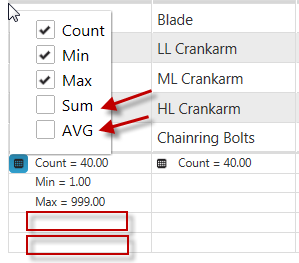 Count
Min
Max
Sum
AVG
Blade
LL Crankarm
ML Crankarm
HL Crankarm
Chainring Bolts
Count = 40.00
Min = 1.00
Max = 999.00
Count = 40.00